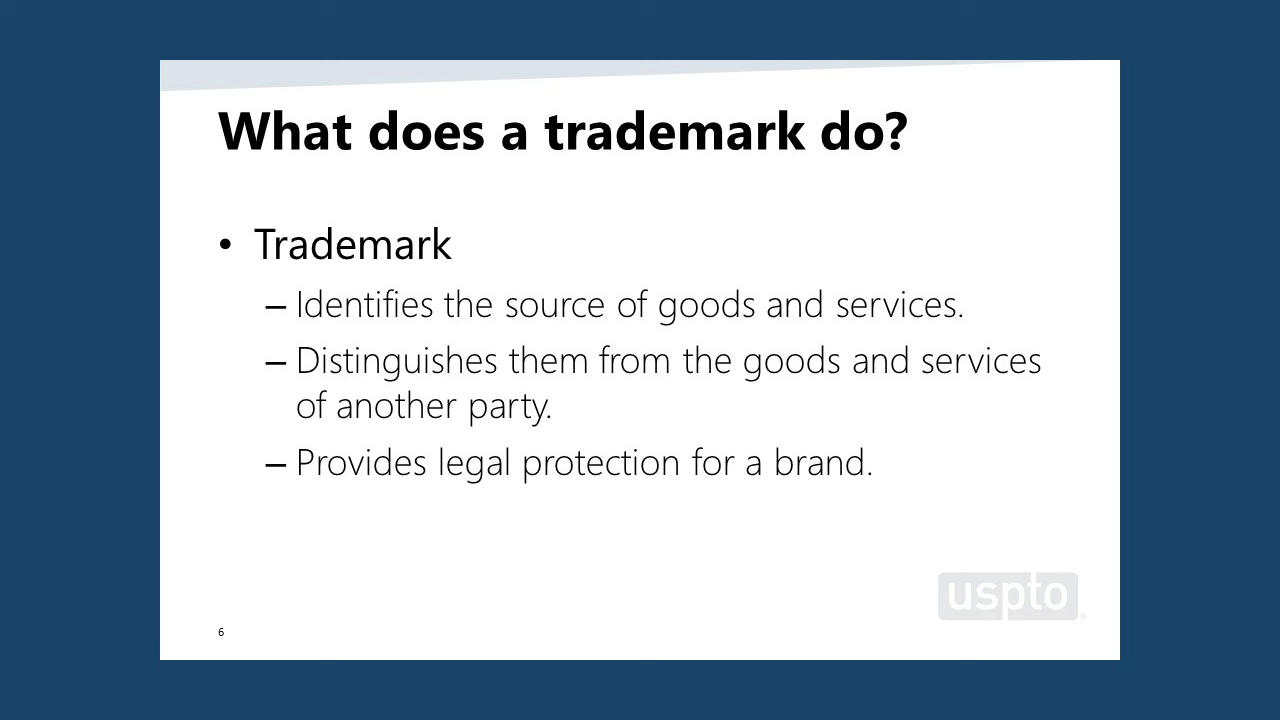 What does a trademark do?
• Trademark
– Identifies the source of goods and services.
– Distinguishes them from the goods and services
of another party.
– Provides legal protection for a brand.
uspto®
6